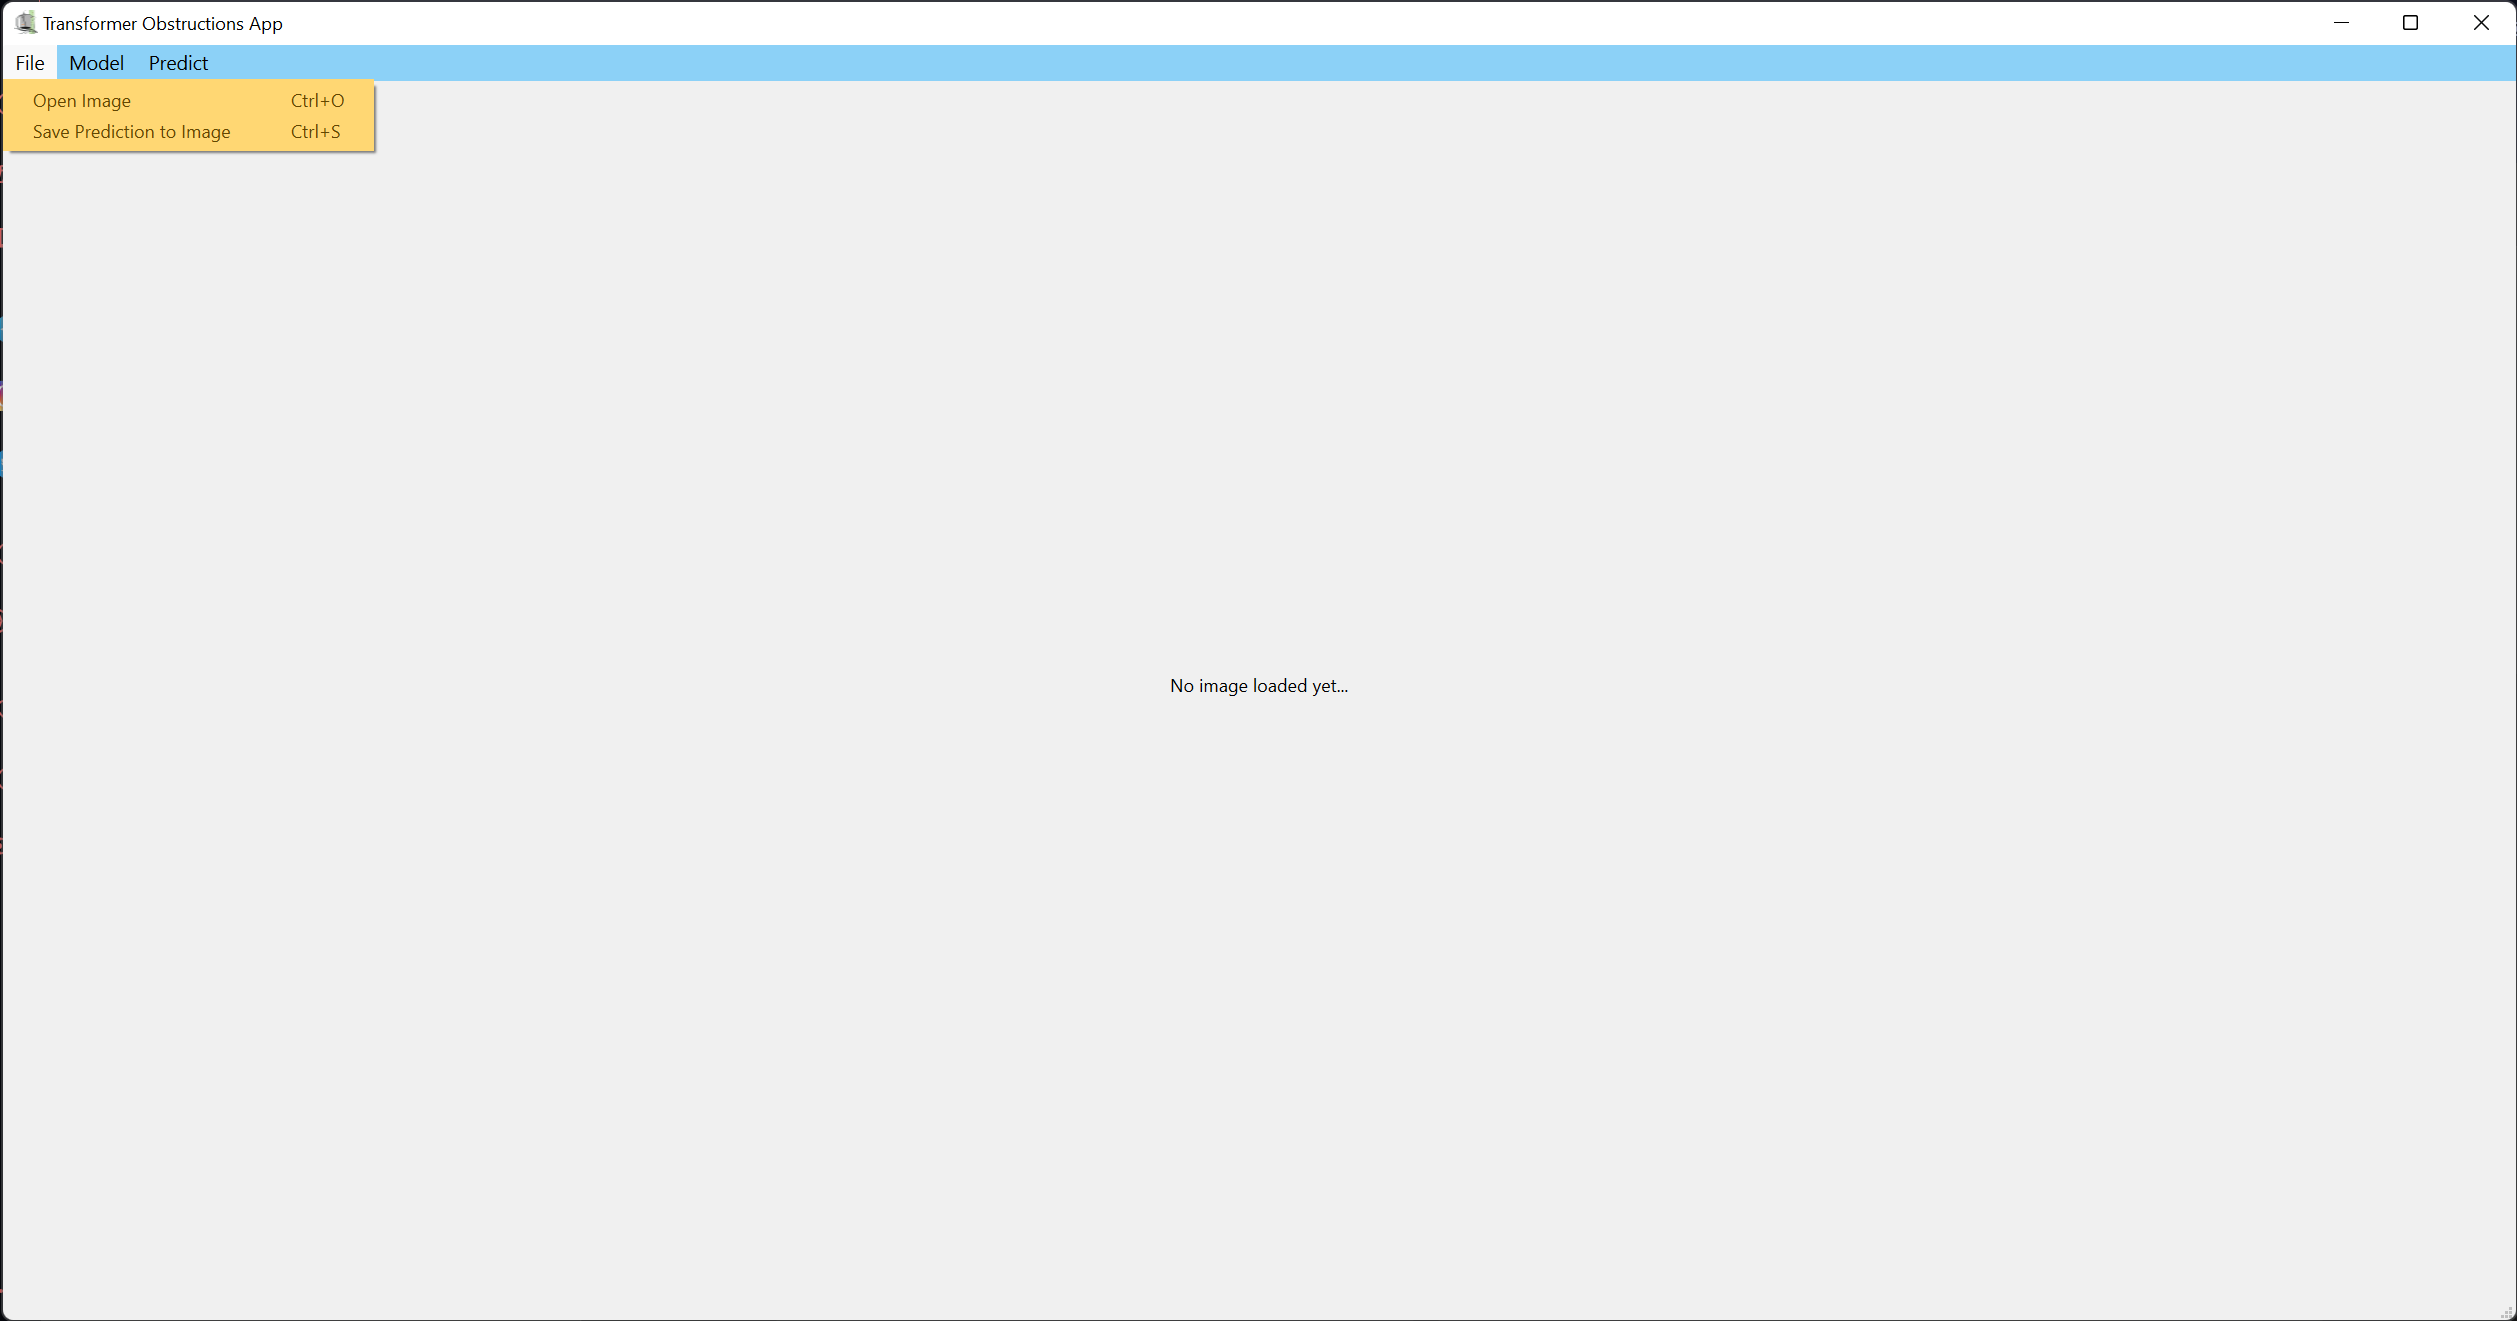 Transformer Obstructions App
File Model Predict
Open Image Ctrl+O
Save Prediction to Image Ctrl+S
No image loaded yet...